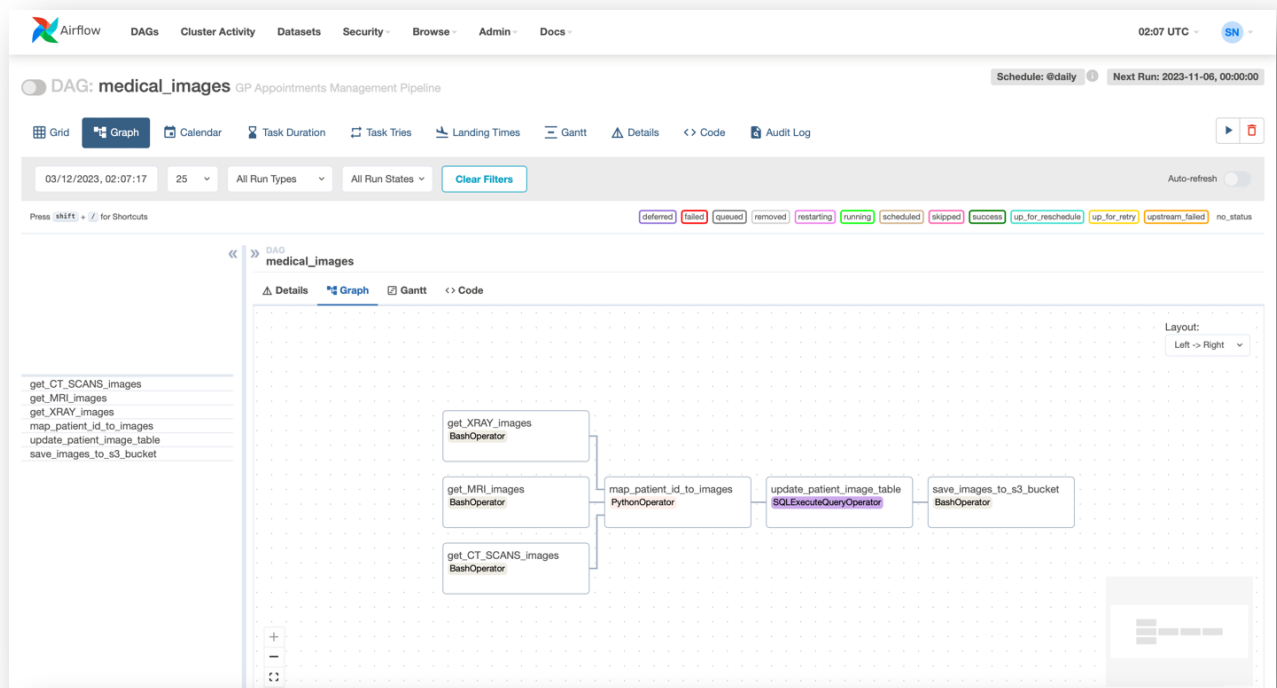 Airflow DAGs Cluster Activity Datasets Security Browse Admin Docs 02:07 UTC SN
DAG: medical_images GP Appointments Management Pipeline Schedule: @daily Next Run: 2023-11-06, 00:00:00
Grid Graph Calendar Task Duration Task Tries Landing Times Gantt Details <> Code Audit Log
03/12/2023, 02:07:17 25 All Run Types All Run States Clear Filters Auto-refresh
Press shift + / for Shortcuts deferred failed queued removed restarting running scheduled skipped success up_for_reschedule up_for_retry upstream_failed no_status
DAG
medical_images
Details Graph Gantt <> Code
Layout:
Left -> Right
get_CT_SCANS_images
get_MRI_images
get_XRAY_images
map_patient_id_to_images
update_patient_image_table
save_images_to_s3_bucket
get_XRAY_images
BashOperator
get_MRI_images
BashOperator
get_CT_SCANS_images
BashOperator
map_patient_id_to_images
PythonOperator
update_patient_image_table
SQLExecuteQueryOperator
save_images_to_s3_bucket
BashOperator